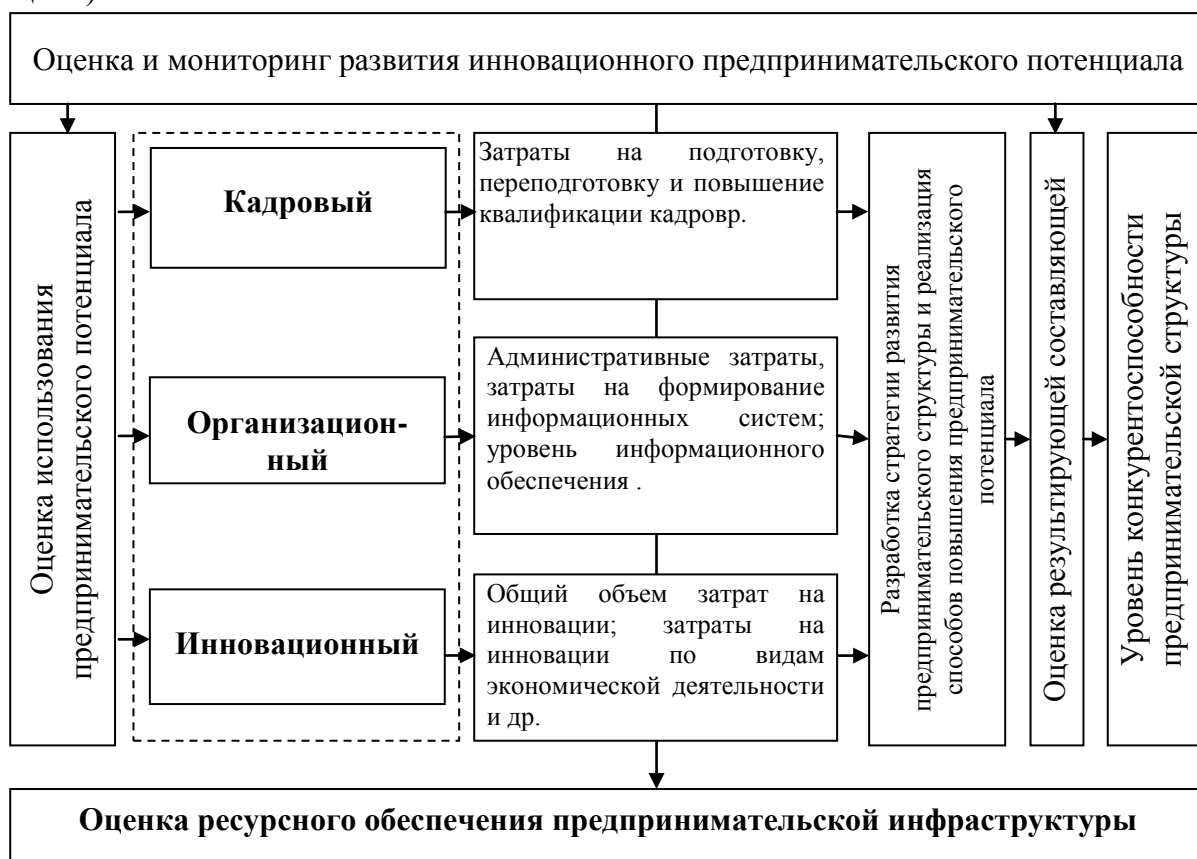 Оценка и мониторинг развития инновационного предпринимательского потенциала
Оценка использования
предпринимательского потенциала
Кадровый
Затраты на подготовку,
переподготовку и повышение
квалификации кадровр.
Организацион-
ный
Административные затраты,
затраты на формирование
информационных систем;
уровень информационного
обеспечения .
Инновационный
Общий объем затрат на
инновации; затраты на
инновации по видам
экономической деятельности
и др.
Разработка стратегии развития
предпринимательского структуры и реализация
способов повышения предпринимательского
потенциала
Оценка результирующей составляющей
Уровень конкурентоспособности
предпринимательской структуры
Оценка ресурсного обеспечения предпринимательской инфраструктуры